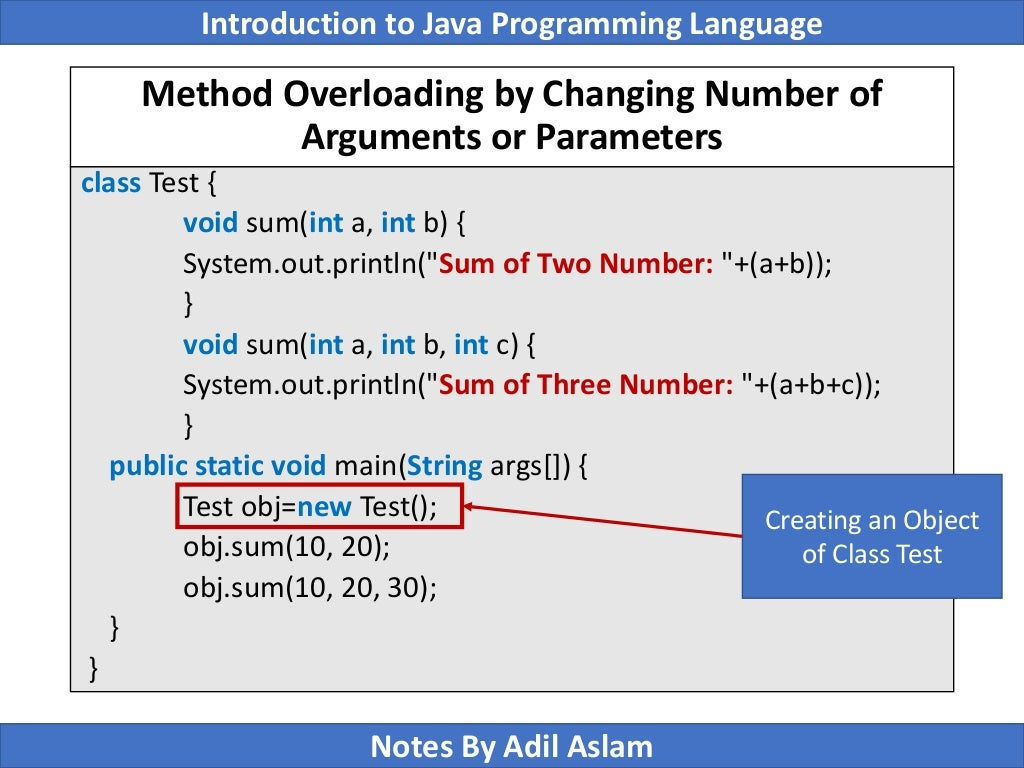 Introduction to Java Programming Language
Method Overloading by Changing Number of
Arguments or Parameters
class Test {
void sum(int a, int b) {
System.out.println("Sum of Two Number: "+(a+b));
}
void sum(int a, int b, int c) {
System.out.println("Sum of Three Number: "+(a+b+c));
}
public static void main(String args[]) {
Test obj=new Test();
obj.sum(10, 20);
obj.sum(10, 20, 30);
}
}
Creating an Object
of Class Test
Notes By Adil Aslam